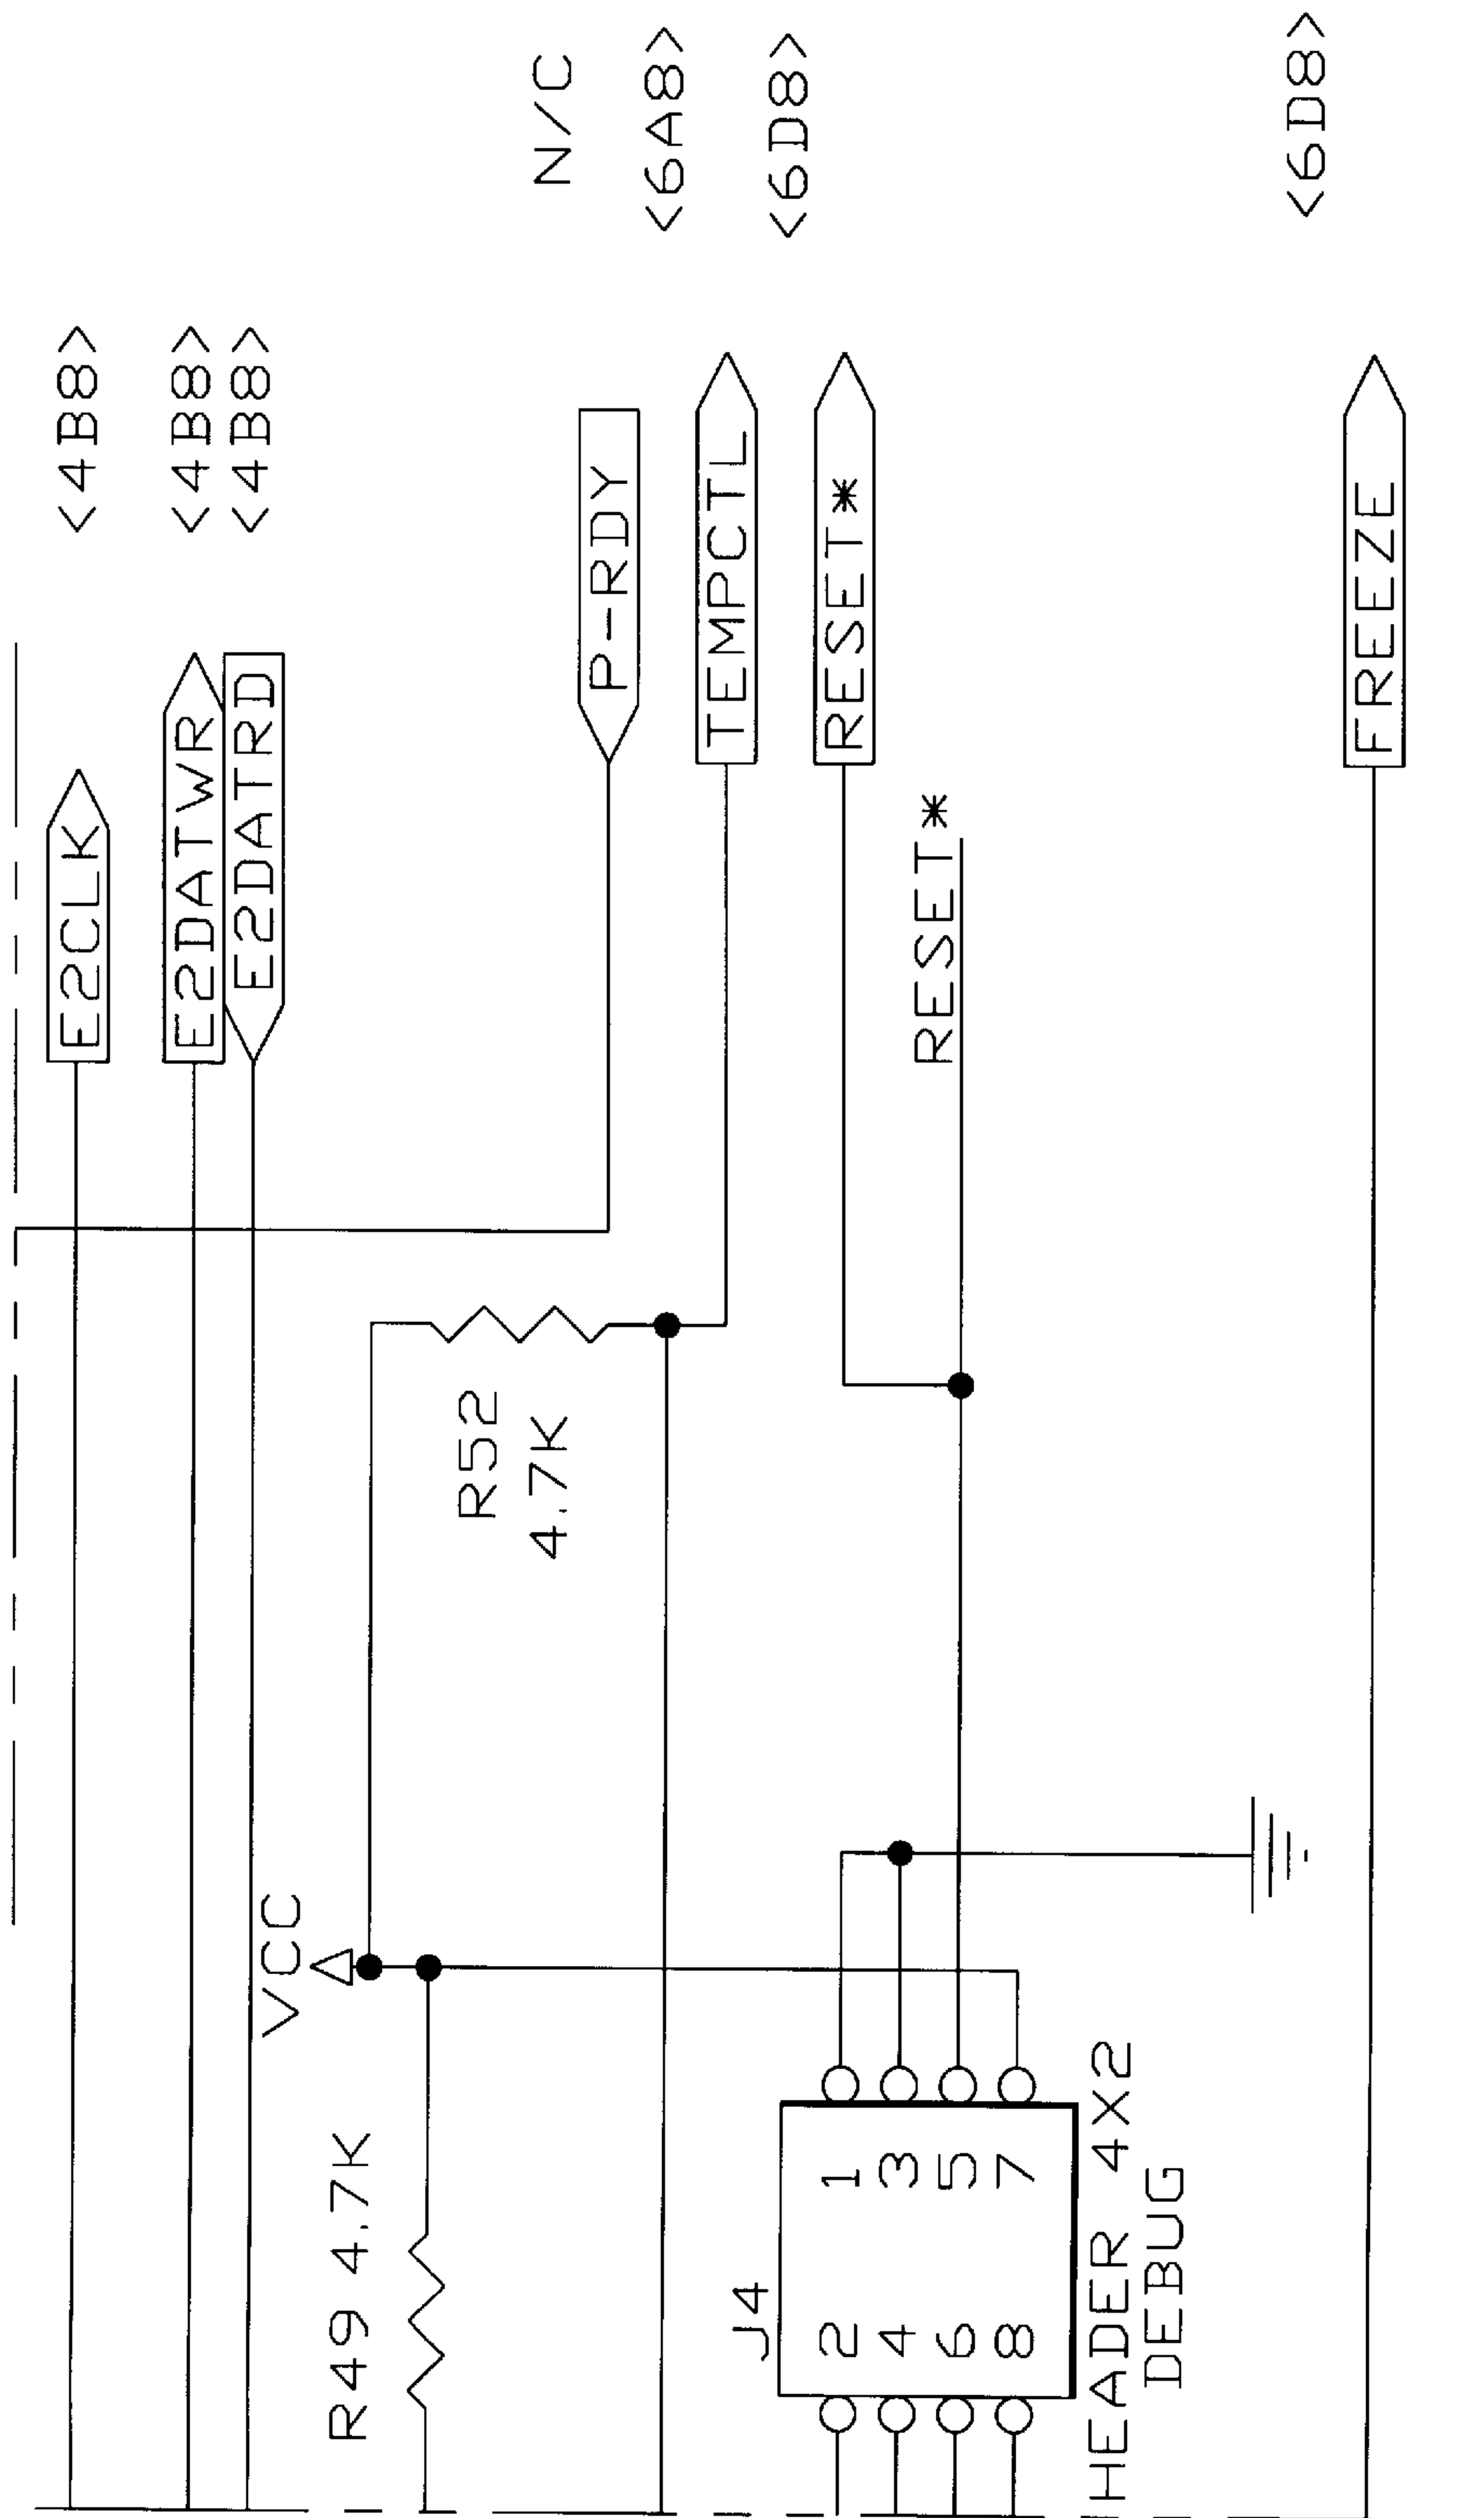 <4B8>
<4B8>
<4B8>
N/C
<6A8>
<6D8>
<6D8>
E2CLK
E2DATWR
E2DATRD
P-RDY
TEMPCTL
RESET*
RESET*
FREEZE
R52
4.7K
VCC
R49 4.7K
J4
2 1
4 3
6 5
8 7
HEADER 4X2
DEBUG